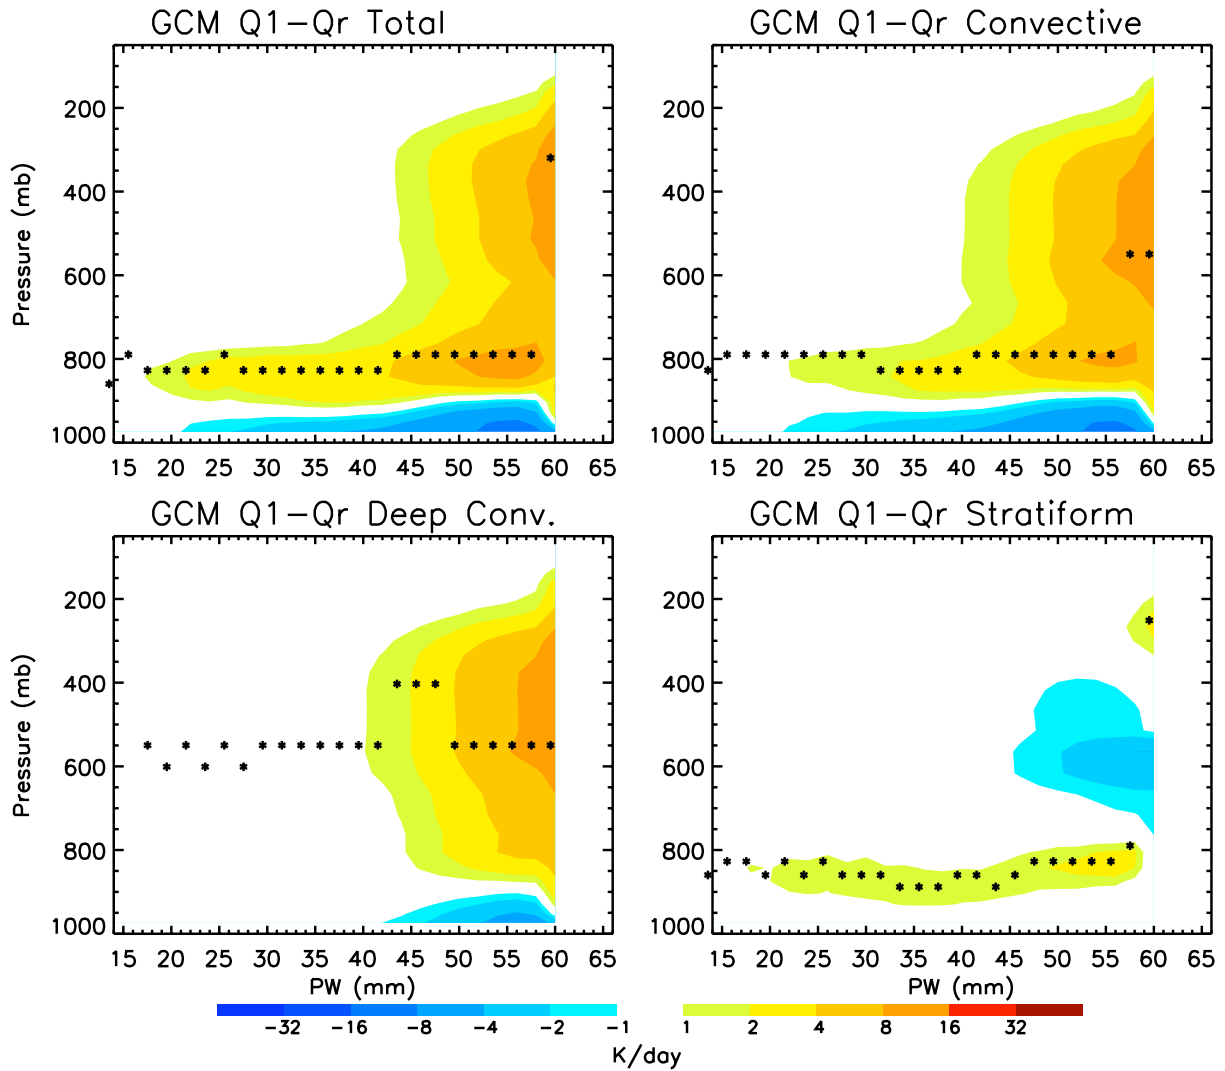 GCM Q1-Qr Total
GCM Q1-Qr Convective
Pressure (mb)
200
400
600
800
1000
15 20 25 30 35 40 45 50 55 60 65
200
400
600
800
1000
15 20 25 30 35 40 45 50 55 60 65
GCM Q1-Qr Deep Conv.
GCM Q1-Qr Stratiform
Pressure (mb)
200
400
600
800
1000
15 20 25 30 35 40 45 50 55 60 65
PW (mm)
200
400
600
800
1000
15 20 25 30 35 40 45 50 55 60 65
PW (mm)
-32 -16 -8 -4 -2 -1
1 2 4 8 16 32
K/day